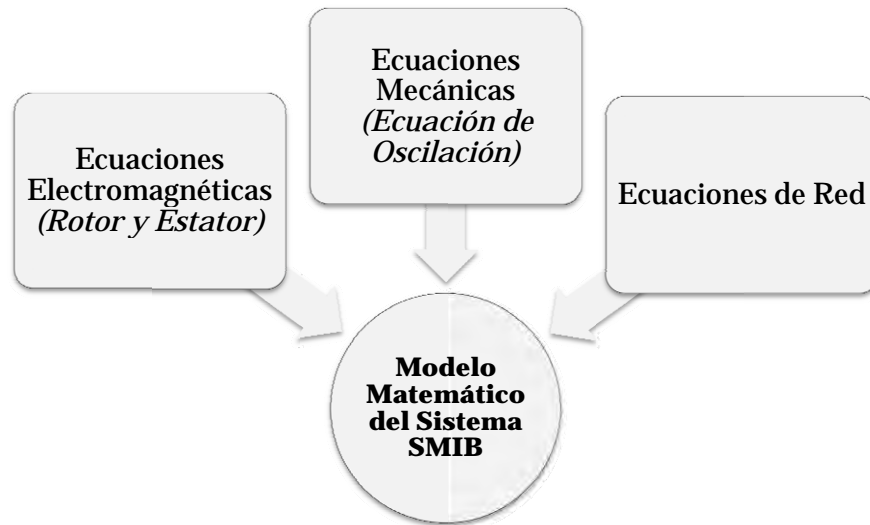 Ecuaciones
Electromagnéticas
(Rotor y Estator)
Ecuaciones
Mecánicas
(Ecuación de
Oscilación)
Ecuaciones de Red
Modelo
Matemático
del Sistema
SMIB